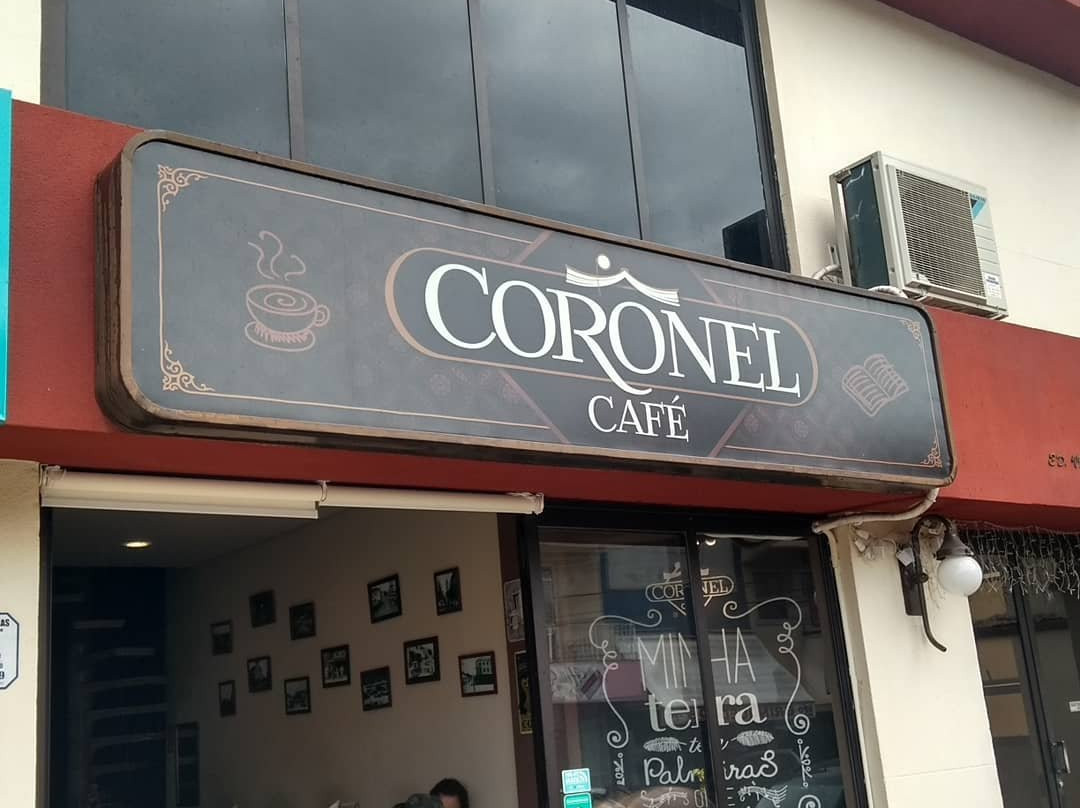 CORONEL
CAFÉ
CORONEL
MINHA
terra
tem
PalmeiraS